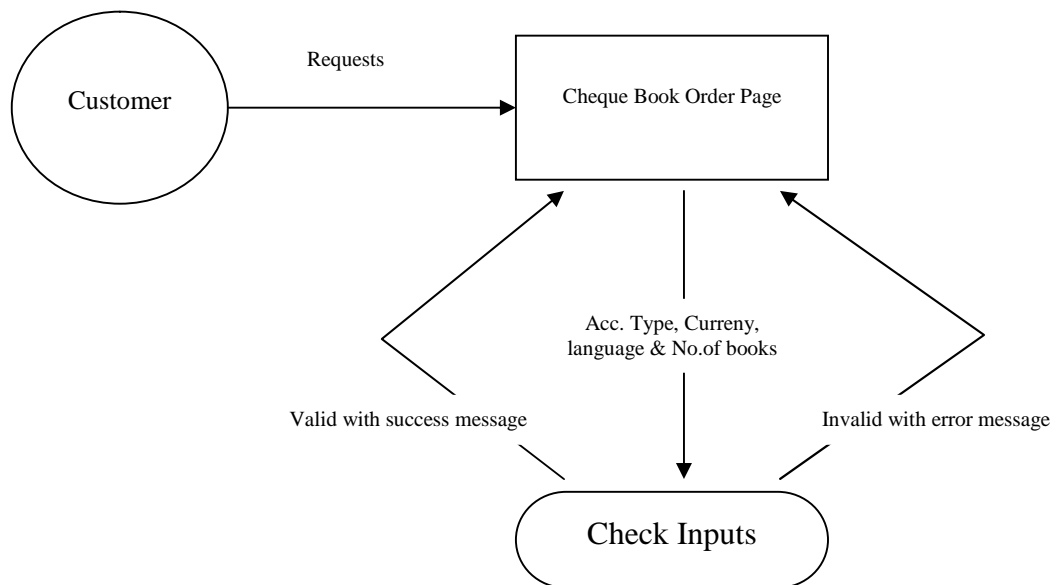 Requests
Customer
Cheque Book Order Page
Acc. Type, Curreny,
language & No.of books
Valid with success message
Invalid with error message
Check Inputs